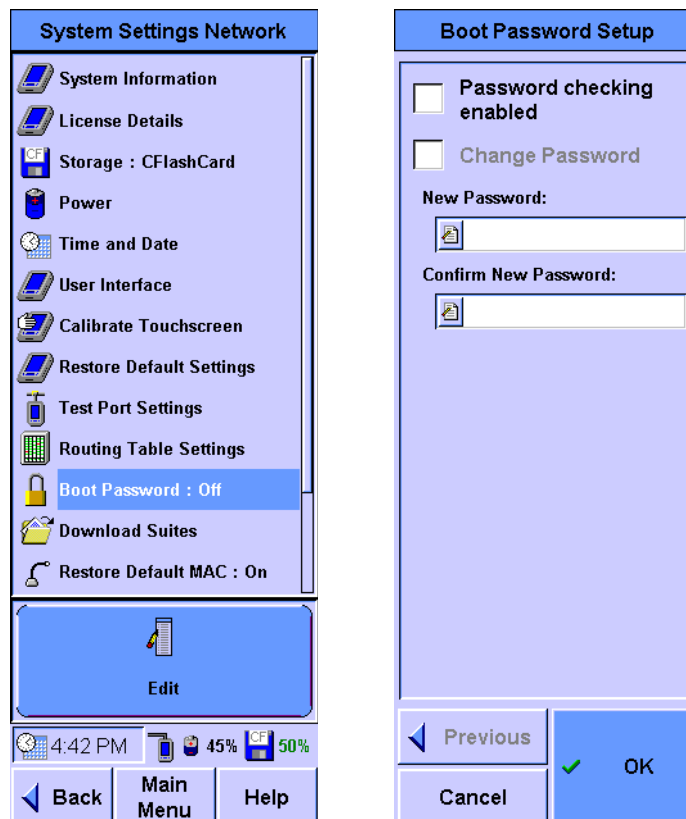 System Settings Network
System Information
License Details
CF
Storage : CFlashCard
Power
Time and Date
User Interface
Calibrate Touchscreen
Restore Default Settings
Test Port Settings
Routing Table Settings
Boot Password : Off
Download Suites
Restore Default MAC : On
Edit
4:42 PM
45%
CF
50%
Back
Main
Menu
Help
Boot Password Setup
Password checking
enabled
Change Password
New Password:
Confirm New Password:
Previous
Cancel
OK